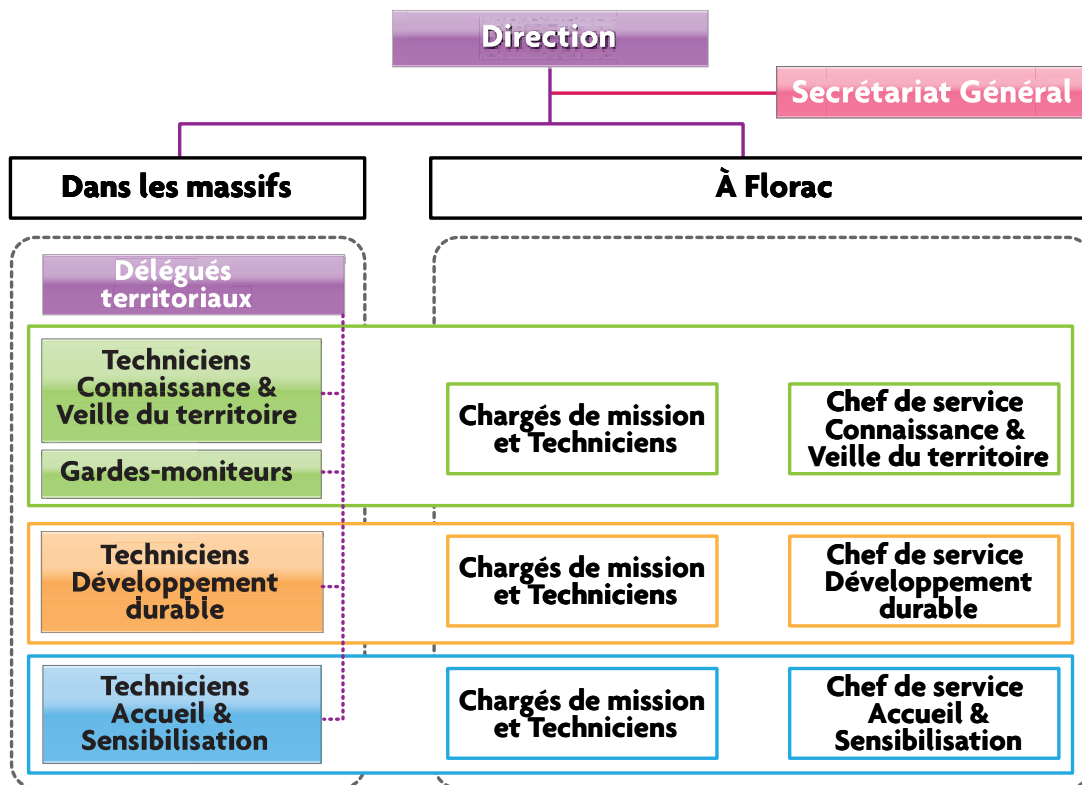 Direction
Secrétariat Général
Dans les massifs
À Florac
Délégués
territoriaux
Techniciens
Connaissance &
Veille du territoire
Gardes-moniteurs
Chargés de mission
et Techniciens
Chef de service
Connaissance &
Veille du territoire
Techniciens
Développement
durable
Chargés de mission
et Techniciens
Chef de service
Développement
durable
Techniciens
Accueil &
Sensibilisation
Chargés de mission
et Techniciens
Chef de service
Accueil &
Sensibilisation